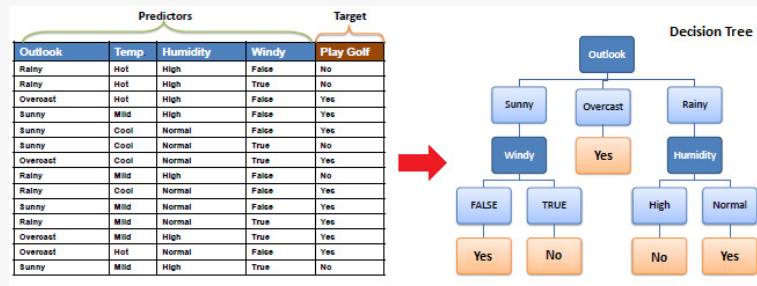 Predictors Target
Decision Tree
Outlook Temp Humidity Windy Play Golf
Rainy Hot High False No
Rainy Hot High True No
Overcast Hot High False Yes
Sunny Mild High False Yes
Sunny Cool Normal False Yes
Sunny Cool Normal True No
Overcast Cool Normal True Yes
Rainy Mild High False No
Rainy Cool Normal False Yes
Sunny Mild Normal False Yes
Rainy Mild Normal True Yes
Overcast Mild High True Yes
Overcast Hot Normal False Yes
Sunny Mild High True No
Outlook
Sunny Overcast Rainy
Windy Yes Humidity
FALSE TRUE High Normal
Yes No No Yes